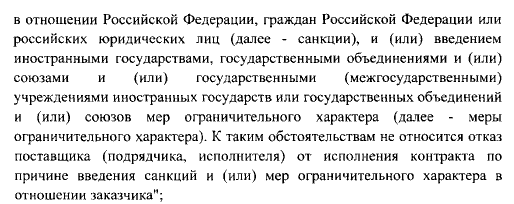 в отношении Российской Федерации, граждан Российской Федерации или
российских юридических лиц (далее - санкции), и (или) введением
иностранными государствами, государственными объединениями и (или)
союзами и (или) государственными (межгосударственными)
учреждениями иностранных государств или государственных объединений
и (или) союзов мер ограничительного характера (далее - меры
ограничительного характера). К таким обстоятельствам не относится отказ
поставщика (подрядчика, исполнителя) от исполнения контракта по
причине введения санкций и (или) мер ограничительного характера в
отношении заказчика";